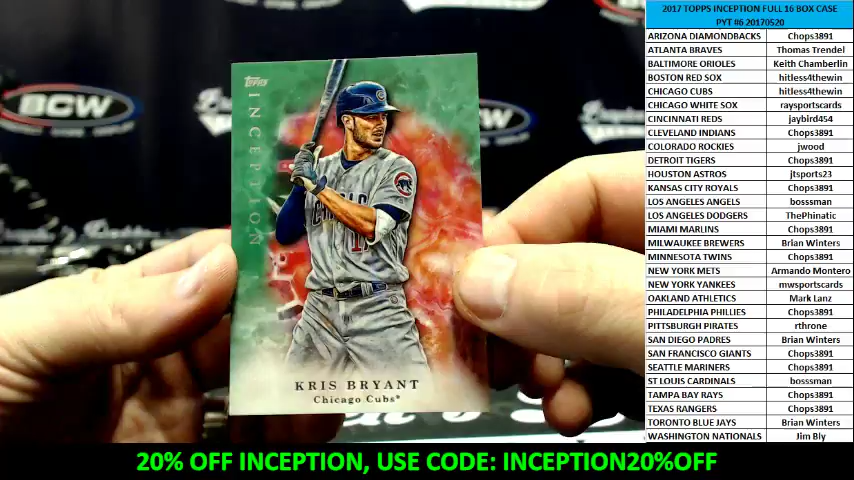 2017 TOPPS INCEPTION FULL 16 BOX CASE
PYT #6 20170520
ARIZONA DIAMONDBACKS Chops3891
ATLANTA BRAVES Thomas Trendel
BALTIMORE ORIOLES Keith Chamberlin
BOSTON RED SOX hitless4thewin
CHICAGO CUBS hitless4thewin
CHICAGO WHITE SOX raysportscards
CINCINNATI REDS jaybird454
CLEVELAND INDIANS Chops3891
COLORADO ROCKIES jwood
DETROIT TIGERS Chops3891
HOUSTON ASTROS jtsports23
KANSAS CITY ROYALS Chops3891
LOS ANGELES ANGELS bosssman
LOS ANGELES DODGERS ThePhinatic
MIAMI MARLINS Chops3891
MILWAUKEE BREWERS Brian Winters
MINNESOTA TWINS Chops3891
NEW YORK METS Armando Montero
NEW YORK YANKEES mwsportscards
OAKLAND ATHLETICS Mark Lanz
PHILADELPHIA PHILLIES Chops3891
PITTSBURGH PIRATES rthrone
SAN DIEGO PADRES Brian Winters
SAN FRANCISCO GIANTS Chops3891
SEATTLE MARINERS Chops3891
ST LOUIS CARDINALS bosssman
TAMPA BAY RAYS Chops3891
TEXAS RANGERS Chops3891
TORONTO BLUE JAYS Brian Winters
WASHINGTON NATIONALS Jim Bly
BCW
TOPPS
INCEPTION
KRIS BRYANT
Chicago Cubs
20% OFF INCEPTION, USE CODE: INCEPTION20%OFF